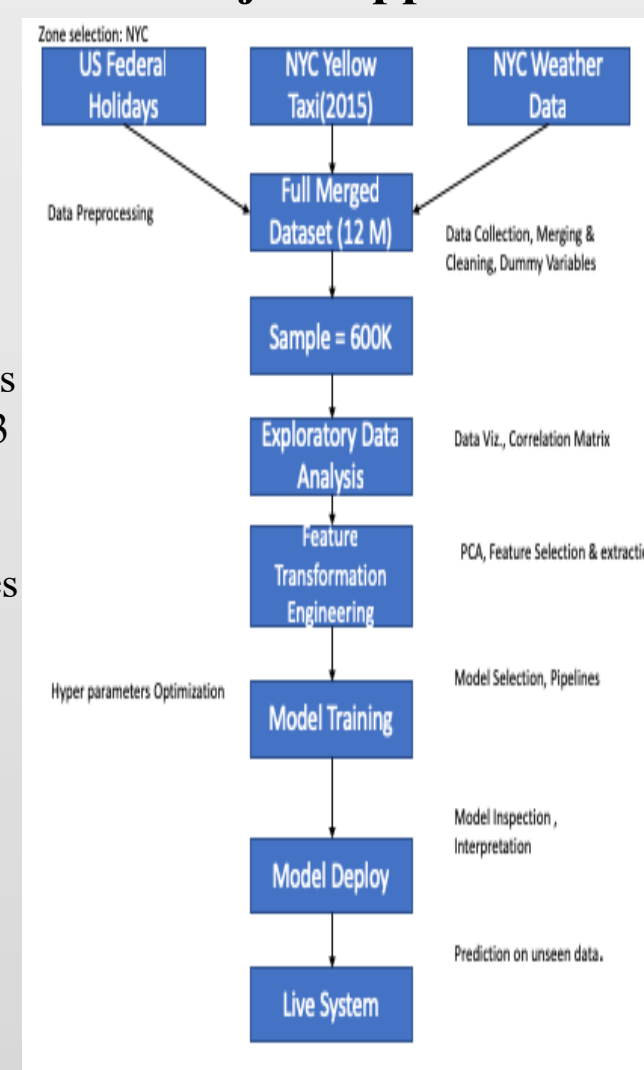 Zone selection: NYC
US Federal
Holidays
NYC Yellow
Taxi(2015)
NYC Weather
Data
Full Merged
Dataset (12 M)
Data Preprocessing
Data Collection, Merging &
Cleaning, Dummy Variables
Sample = 600K
s
3
Exploratory Data
Analysis
Data Viz., Correlation Matrix
Feature
Transformation
Engineering
PCA, Feature Selection & extractio
es
Model Selection, Pipelines
Hyper parameters Optimization
Model Training
Model Inspection ,
Interpretation
Model Deploy
Prediction on unseen data.
Live System